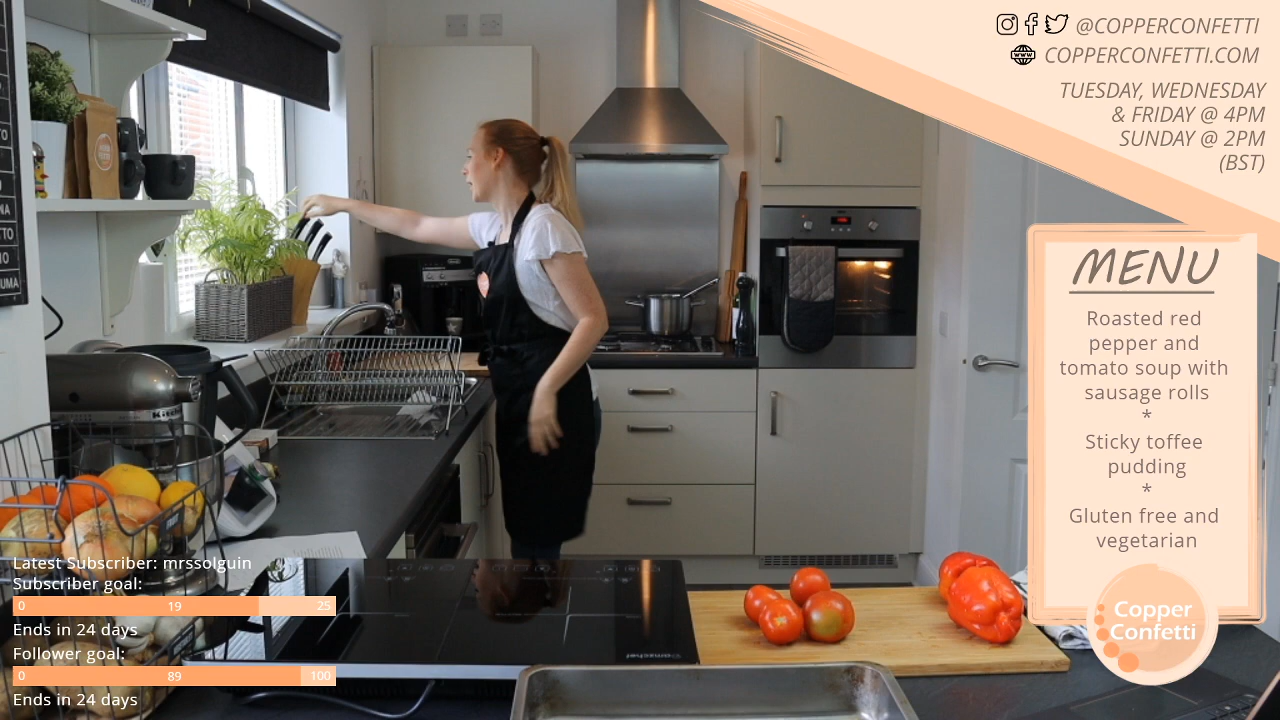 @COPPERCONFETTI
COPPERCONFETTI.COM
TUESDAY, WEDNESDAY
& FRIDAY @ 4PM
SUNDAY @ 2PM
(BST)
MENU
Roasted red
pepper and
tomato soup with
sausage rolls
*
Sticky toffee
pudding
*
Gluten free and
vegetarian
Copper
Confetti
Latest Subscriber: mrssolguin
Subscriber goal:
0 19 25
Ends in 24 days
Follower goal:
0 89 100
Ends in 24 days